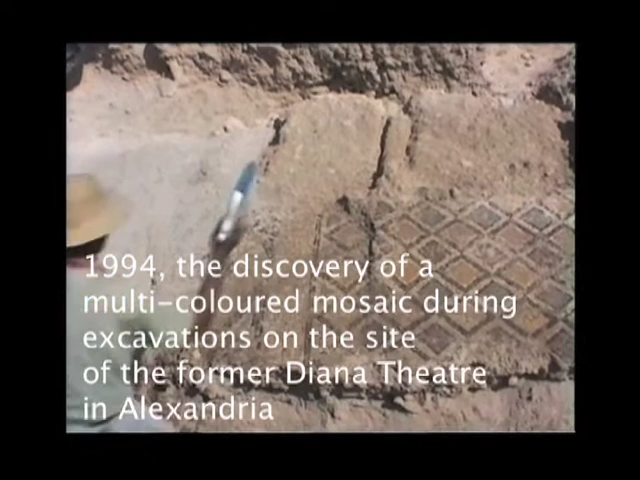 1994, the discovery of a
multi-coloured mosaic during
excavations on the site
of the former Diana Theatre
in Alexandria